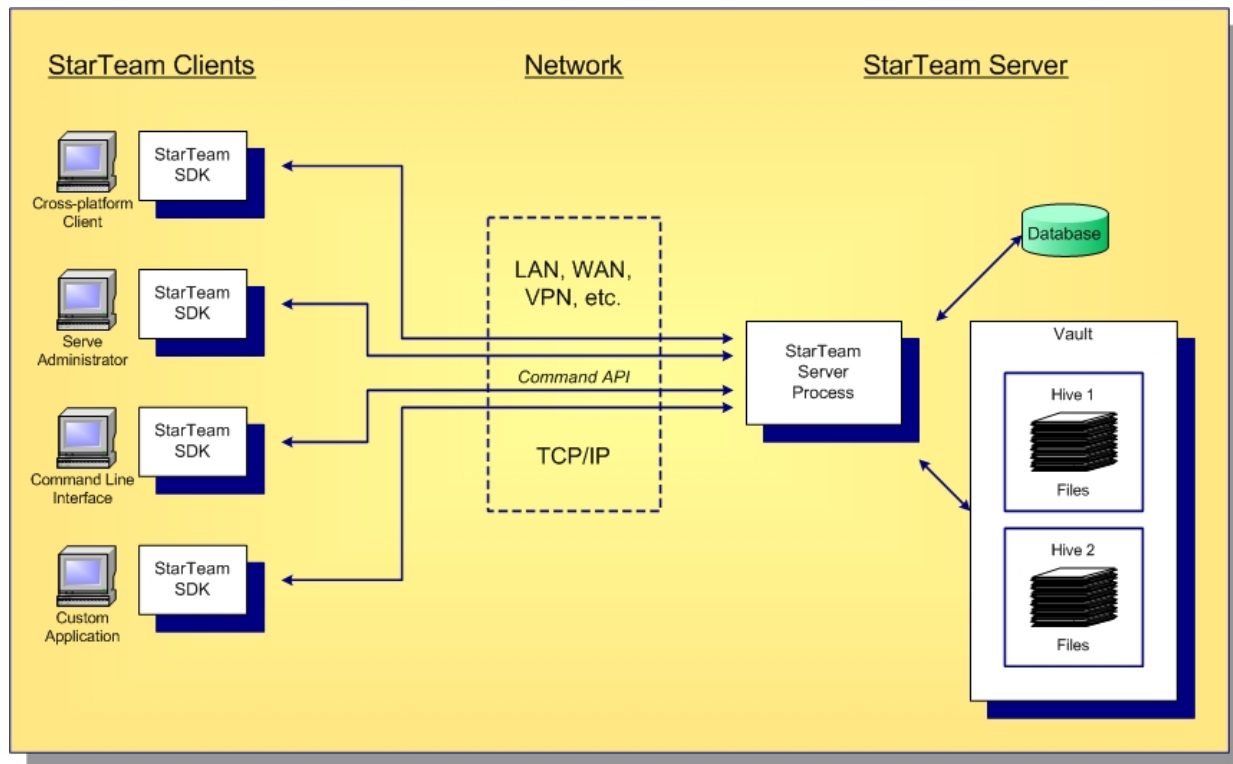 StarTeam Clients
Network
StarTeam Server
StarTeam
SDK
Cross-platform
Client
StarTeam
SDK
Serve
Administrator
StarTeam
SDK
Command Line
Interface
StarTeam
SDK
Custom
Application
LAN, WAN,
VPN, etc.
Command API
TCP/IP
StarTeam
Server
Process
Database
Vault
Hive 1
Files
Hive 2
Files